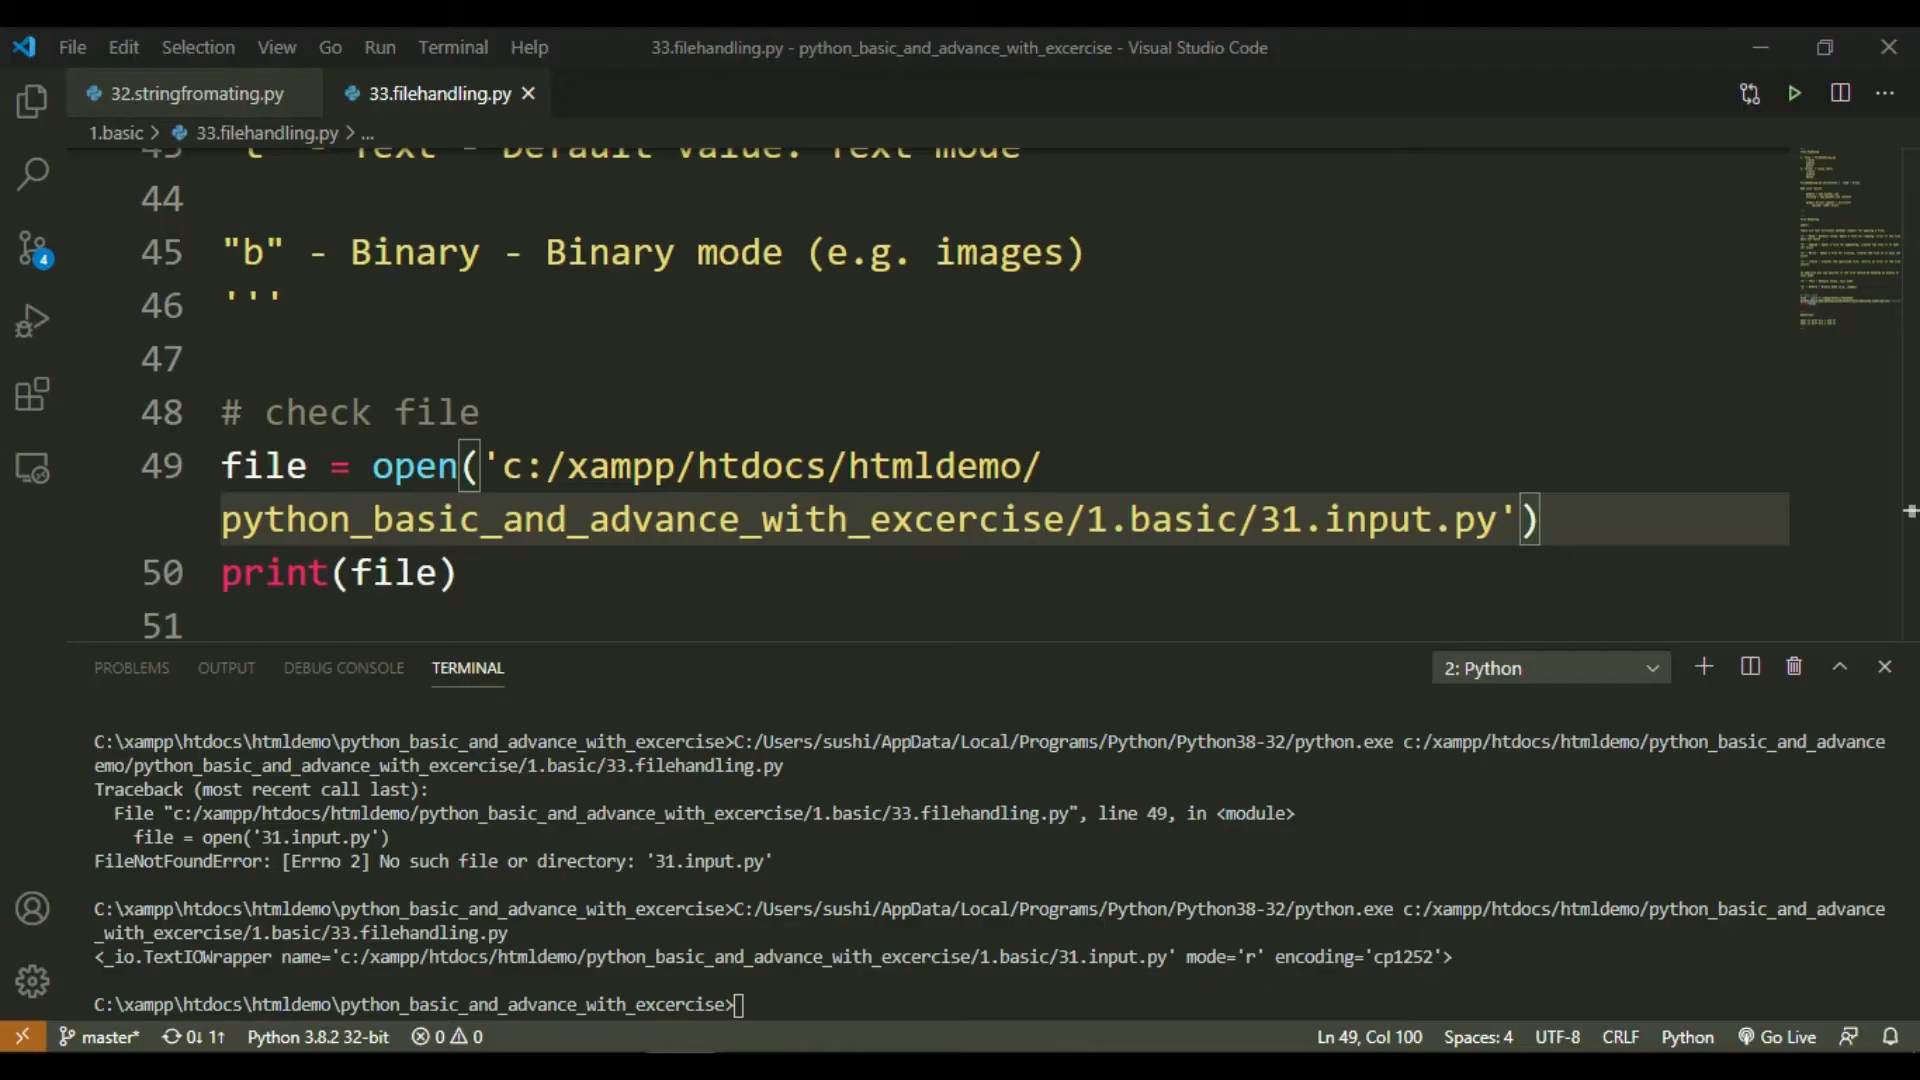 File Edit Selection View Go Run Terminal Help 33.filehandling.py - python_basic_and_advance_with_excercise - Visual Studio Code
32.stringfromating.py 33.filehandling.py
1.basic > 33.filehandling.py > ...
43 "t" - Text - Default value. Text mode
44
45 "b" - Binary - Binary mode (e.g. images)
46 '''
47
48 # check file
49 file = open('c:/xampp/htdocs/htmldemo/
python_basic_and_advance_with_excercise/1.basic/31.input.py')
50 print(file)
51
PROBLEMS OUTPUT DEBUG CONSOLE TERMINAL 2: Python
C:\xampp\htdocs\htmldemo\python_basic_and_advance_with_excercise>C:/Users/sushi/AppData/Local/Programs/Python/Python38-32/python.exe c:/xampp/htdocs/htmldemo/python_basic_and_advance
emo/python_basic_and_advance_with_excercise/1.basic/33.filehandling.py
Traceback (most recent call last):
  File "c:/xampp/htdocs/htmldemo/python_basic_and_advance_with_excercise/1.basic/33.filehandling.py", line 49, in <module>
    file = open('31.input.py')
FileNotFoundError: [Errno 2] No such file or directory: '31.input.py'
C:\xampp\htdocs\htmldemo\python_basic_and_advance_with_excercise>C:/Users/sushi/AppData/Local/Programs/Python/Python38-32/python.exe c:/xampp/htdocs/htmldemo/python_basic_and_advance
_with_excercise/1.basic/33.filehandling.py
<_io.TextIOWrapper name='c:/xampp/htdocs/htmldemo/python_basic_and_advance_with_excercise/1.basic/31.input.py' mode='r' encoding='cp1252'>
C:\xampp\htdocs\htmldemo\python_basic_and_advance_with_excercise>
4
master* 0↓ 1↑ Python 3.8.2 32-bit 0 0 Ln 49, Col 100 Spaces: 4 UTF-8 CRLF Python Go Live